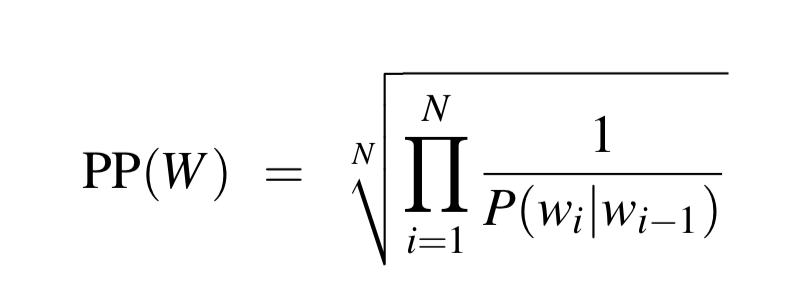 PP(W) = \sqrt[N]{\prod_{i=1}^{N} \frac{1}{P(w_i|w_{i-1})}}